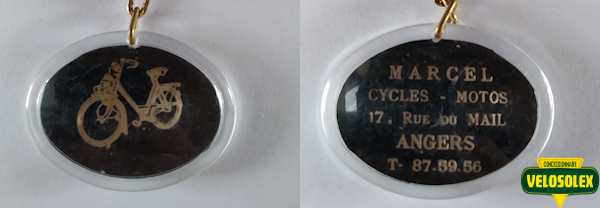 MARCEL
CYCLES - MOTOS
17, RUE DU MAIL
ANGERS
T- 87.59.56
CONCESSIONNAIRE
VELOSOLEX